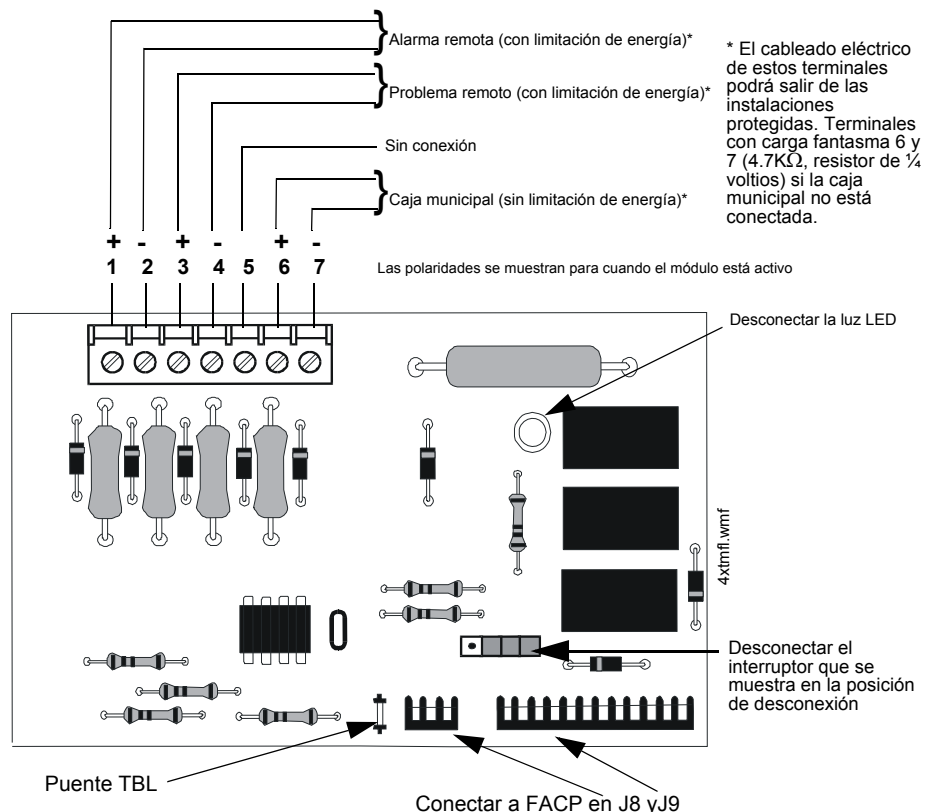 Alarma remota (con limitación de energía)*
Problema remoto (con limitación de energía)*
Sin conexión
Caja municipal (sin limitación de energía)*
* El cableado eléctrico
de estos terminales
podrá salir de las
instalaciones
protegidas. Terminales
con carga fantasma 6 y
7 (4.7KΩ, resistor de ¼
voltios) si la caja
municipal no está
conectada.
+ - + - + -
1 2 3 4 5 6 7
Las polaridades se muestran para cuando el módulo está activo
Desconectar la luz LED
4xtmfl.wmf
Desconectar el
interruptor que se
muestra en la posición
de desconexión
Puente TBL
Conectar a FACP en J8 yJ9